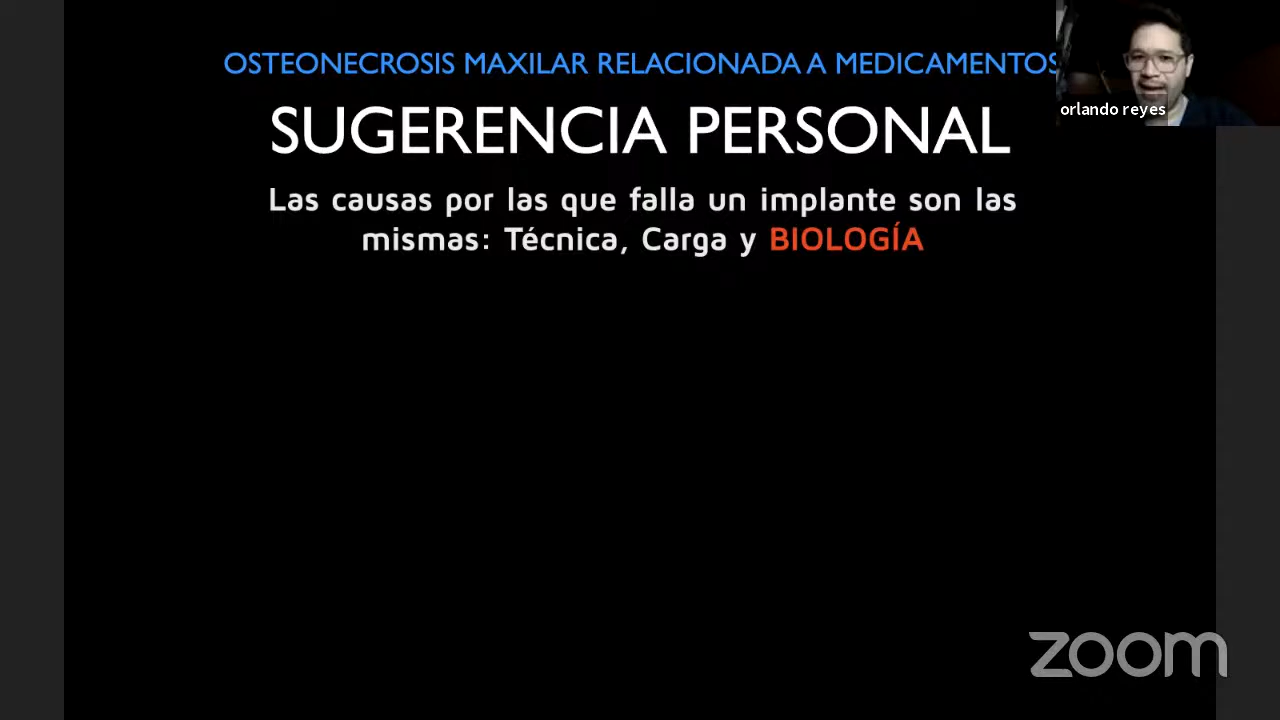 OSTEONECROSIS MAXILAR RELACIONADA A MEDICAMENTOS
orlando reyes
SUGERENCIA PERSONAL
Las causas por las que falla un implante son las
mismas: Técnica, Carga y BIOLOGÍA
zoom